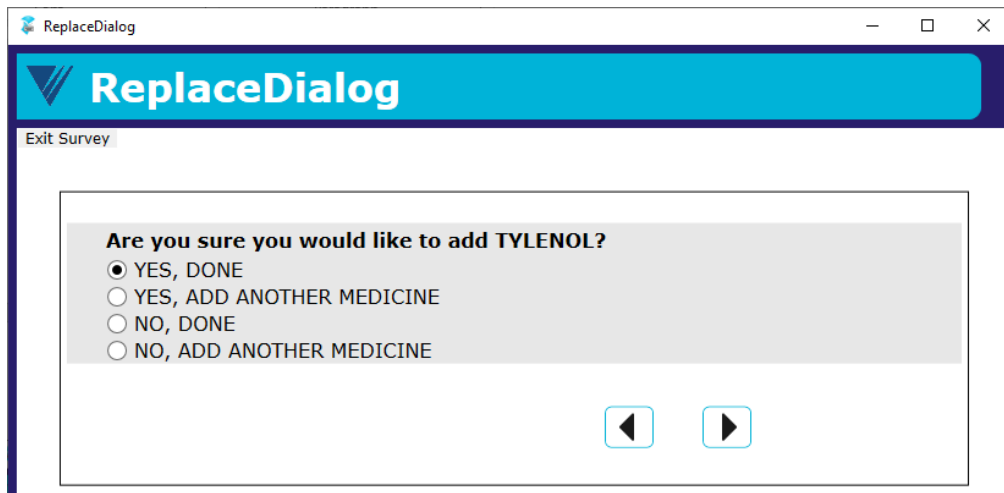 ReplaceDialog
ReplaceDialog
Exit Survey
Are you sure you would like to add TYLENOL?
YES, DONE
YES, ADD ANOTHER MEDICINE
NO, DONE
NO, ADD ANOTHER MEDICINE